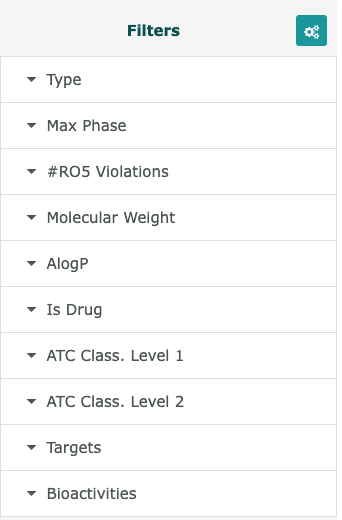 Filters
Type
Max Phase
#RO5 Violations
Molecular Weight
AlogP
Is Drug
ATC Class. Level 1
ATC Class. Level 2
Targets
Bioactivities